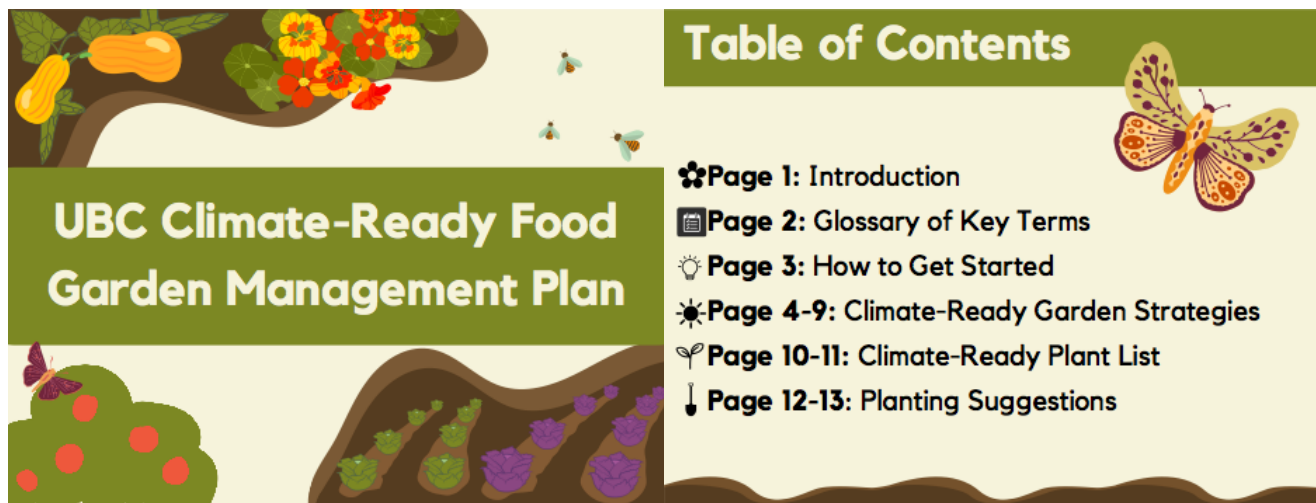 UBC Climate-Ready Food
Garden Management Plan
Table of Contents
Page 1: Introduction
Page 2: Glossary of Key Terms
Page 3: How to Get Started
Page 4-9: Climate-Ready Garden Strategies
Page 10-11: Climate-Ready Plant List
Page 12-13: Planting Suggestions